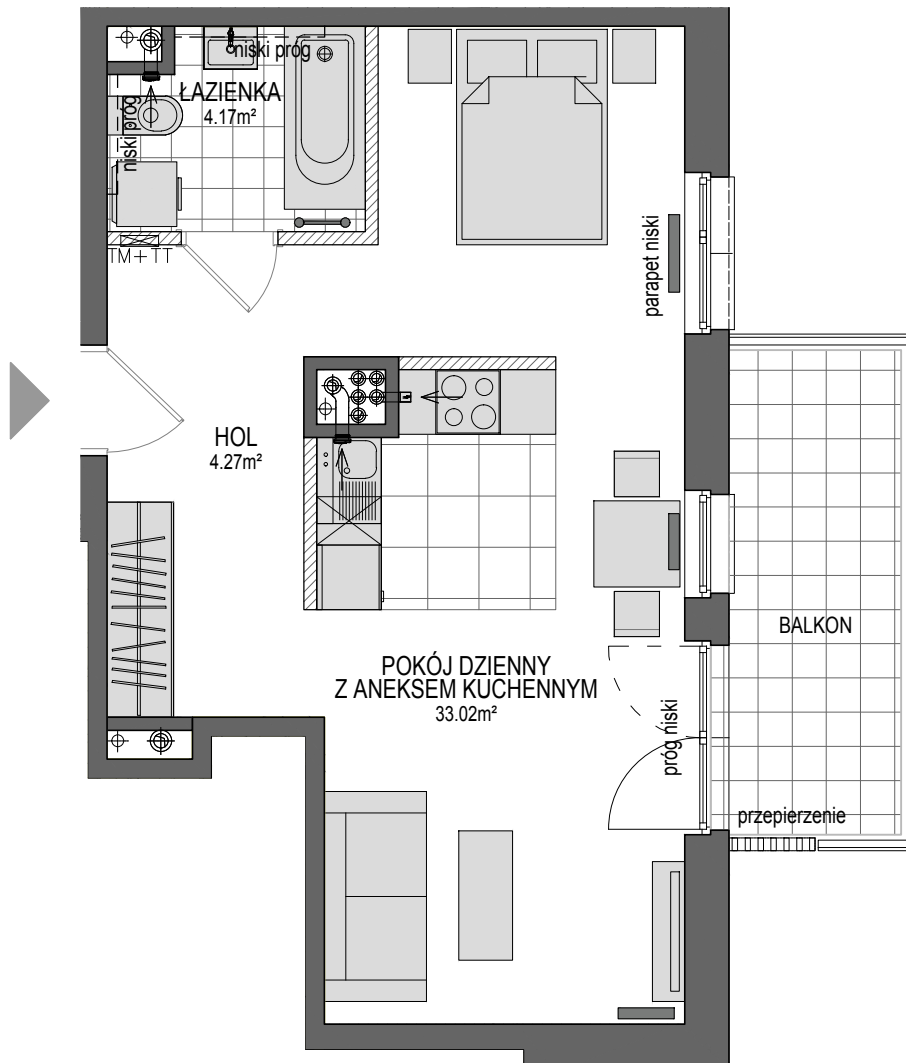 niski próg
ŁAZIENKA
4.17m²
niski próg
TM+TT
parapet niski
HOL
4.27m²
BALKON
POKÓJ DZIENNY
Z ANEKSEM KUCHENNYM
33.02m²
próg niski
przepierzenie